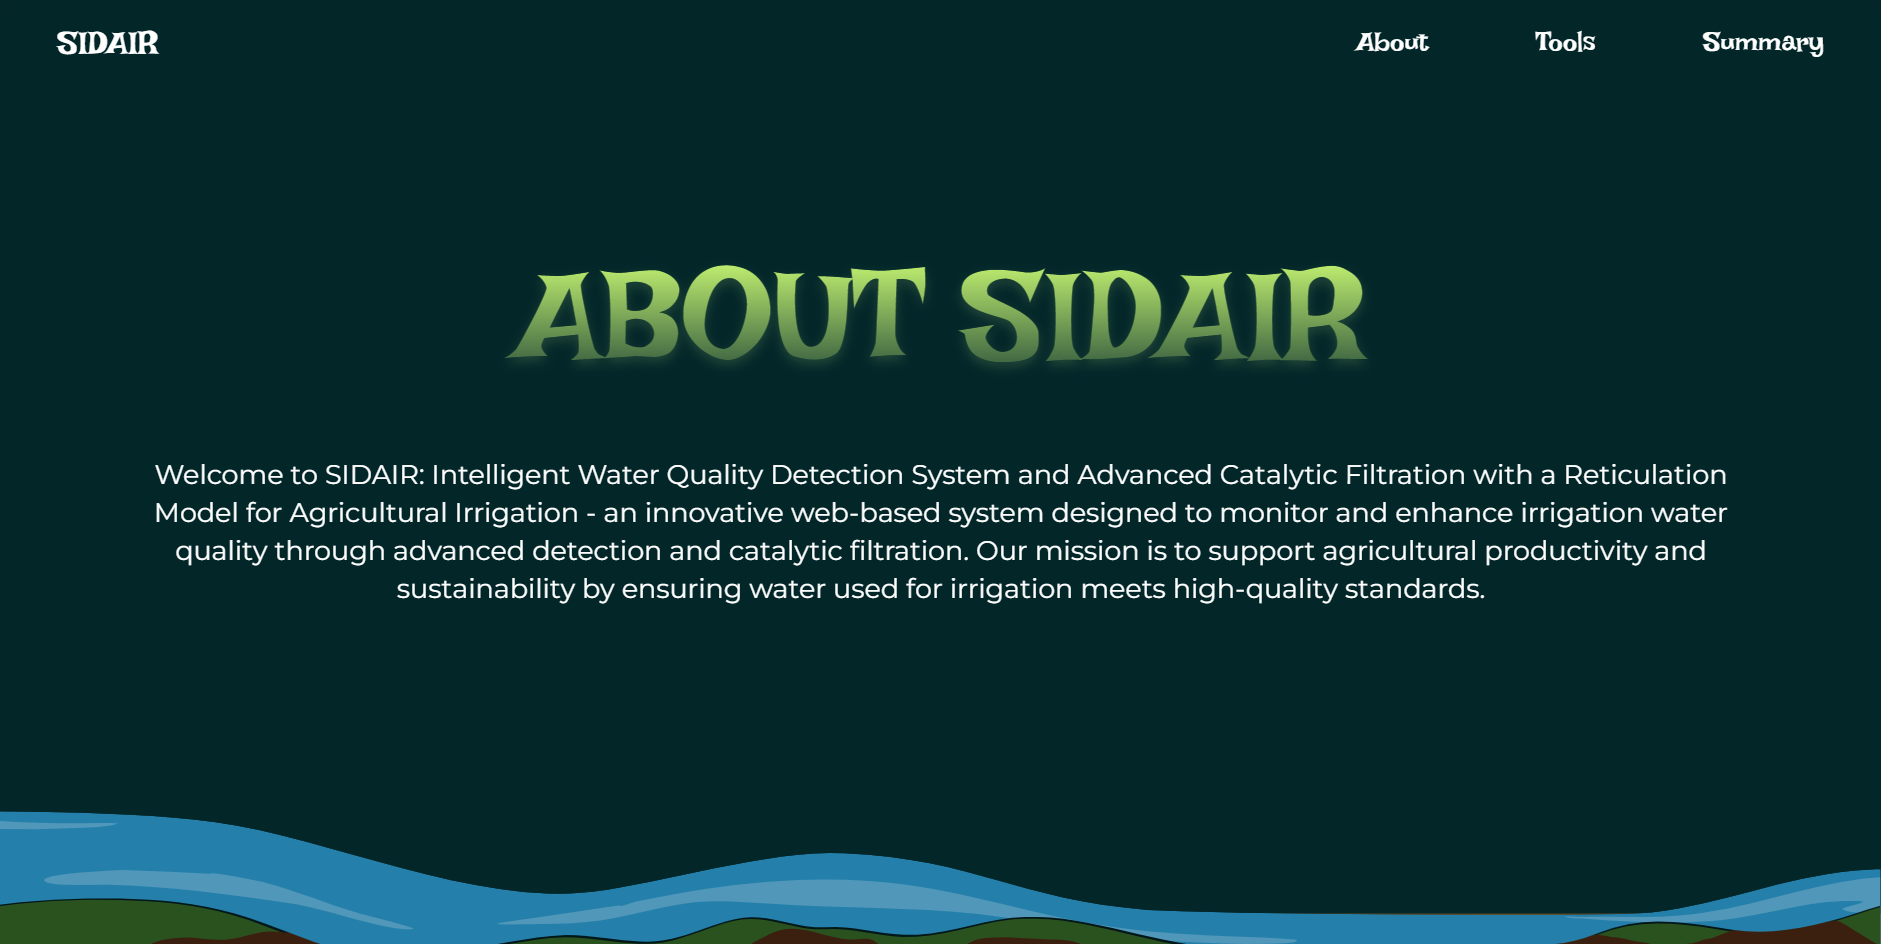 SIDAIR
About
Tools
Summary
ABOUT SIDAIR
Welcome to SIDAIR: Intelligent Water Quality Detection System and Advanced Catalytic Filtration with a Reticulation
Model for Agricultural Irrigation - an innovative web-based system designed to monitor and enhance irrigation water
quality through advanced detection and catalytic filtration. Our mission is to support agricultural productivity and
sustainability by ensuring water used for irrigation meets high-quality standards.